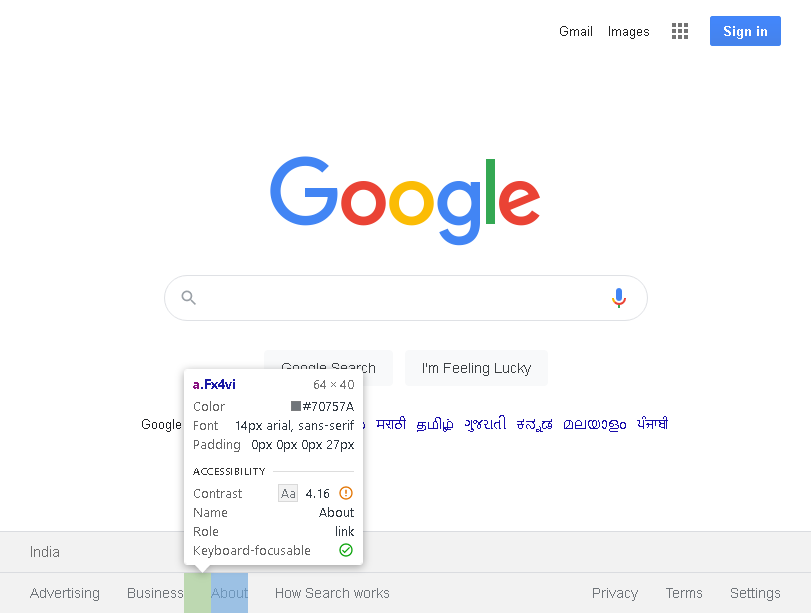 Gmail Images Sign in
Google
Google Search I'm Feeling Lucky
a.Fx4vi 64 × 40
Color #70757A
Font 14px arial, sans-serif
Padding 0px 0px 0px 27px
ACCESSIBILITY
Contrast Aa 4.16
Name About
Role link
Keyboard-focusable
Google मराठी தமிழ் ગુજરાતી ಕನ್ನಡ മലയാളം ਪੰਜਾਬੀ
India
Advertising Business About How Search works Privacy Terms Settings